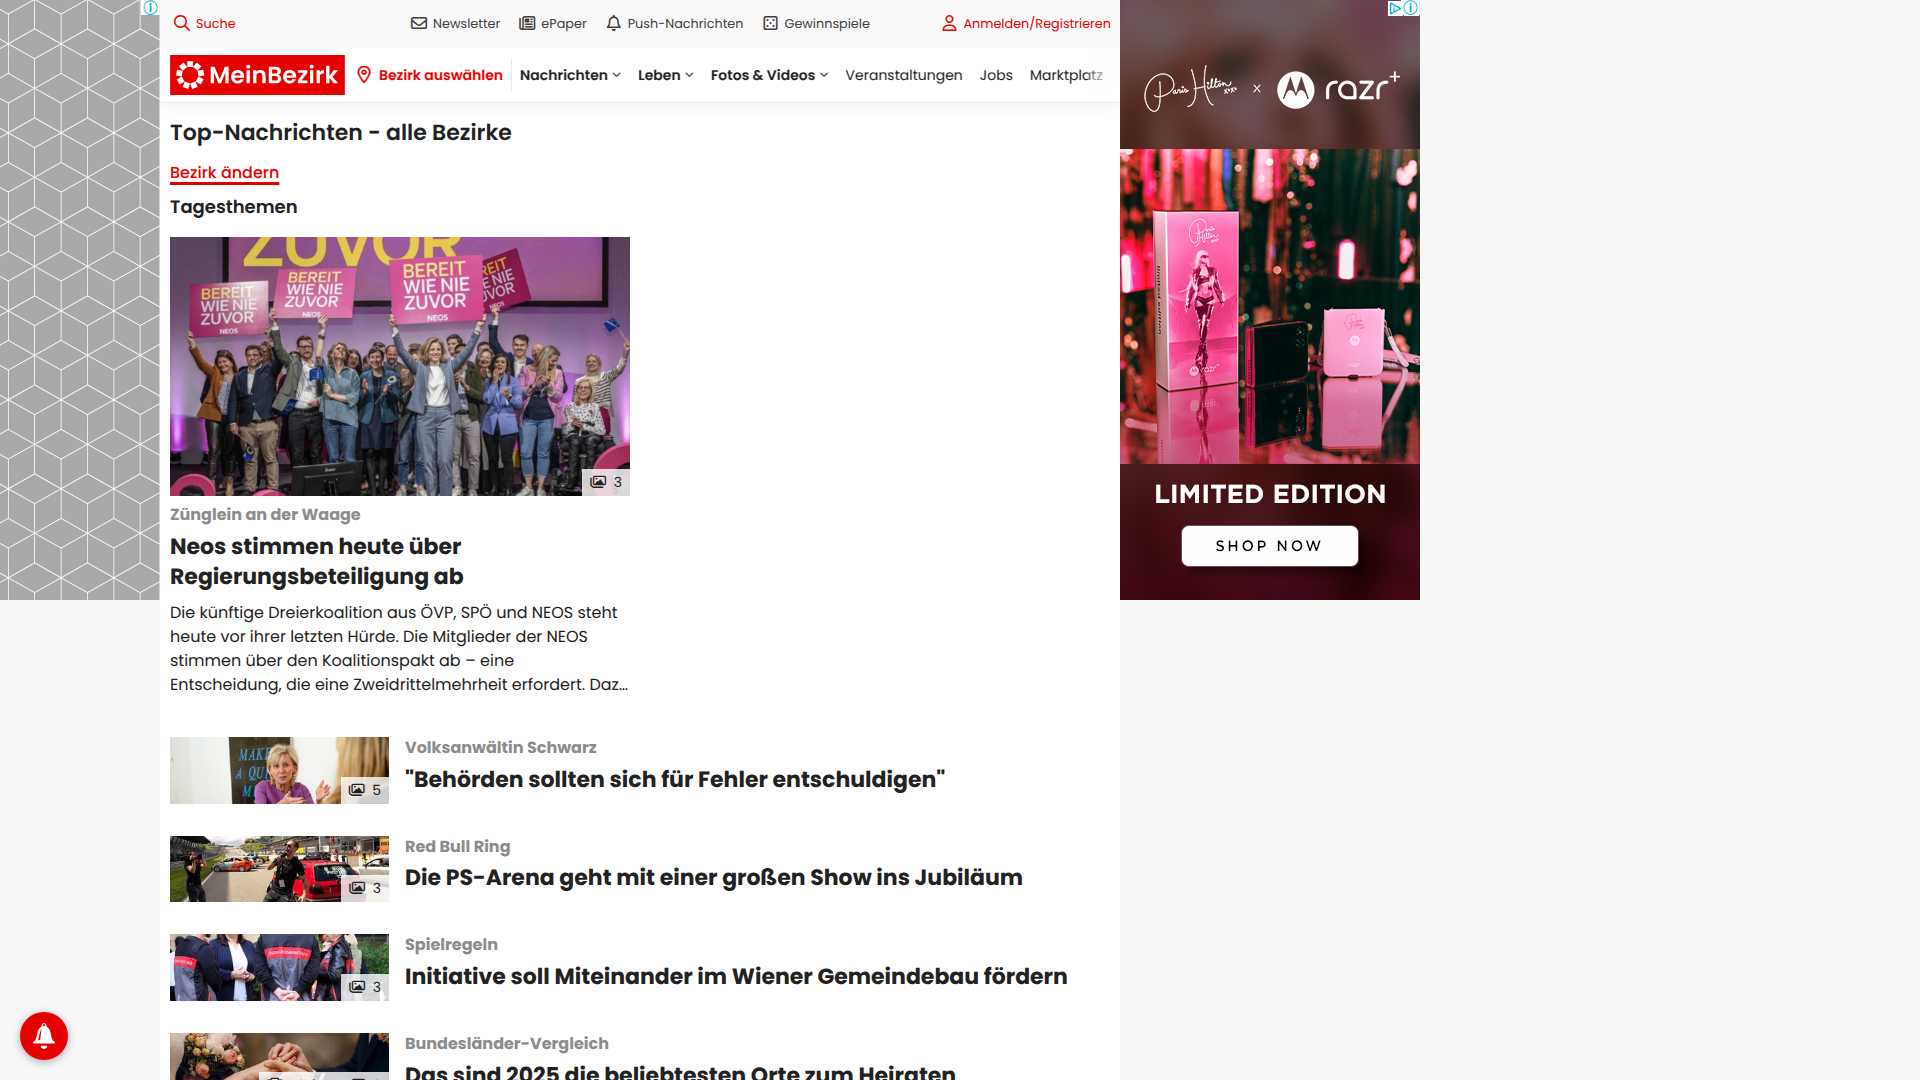 Suche
Newsletter
ePaper
Push-Nachrichten
Gewinnspiele
Anmelden/Registrieren
MeinBezirk
Bezirk auswählen
Nachrichten
Leben
Fotos & Videos
Veranstaltungen
Jobs
Marktplatz
Top-Nachrichten - alle Bezirke
Bezirk ändern
Tagesthemen
ZUVOR
BEREIT
WIE NIE
ZUVOR
NEOS
BEREIT
WIE NIE
ZUVOR
NEOS
BEREIT
WIE NIE
ZUVOR
NEOS
3
Zünglein an der Waage
Neos stimmen heute über
Regierungsbeteiligung ab
Die künftige Dreierkoalition aus ÖVP, SPÖ und NEOS steht
heute vor ihrer letzten Hürde. Die Mitglieder der NEOS
stimmen über den Koalitionspakt ab – eine
Entscheidung, die eine Zweidrittelmehrheit erfordert. Daz...
5
Volksanwältin Schwarz
"Behörden sollten sich für Fehler entschuldigen"
3
Red Bull Ring
Die PS-Arena geht mit einer großen Show ins Jubiläum
3
Spielregeln
Initiative soll Miteinander im Wiener Gemeindebau fördern
Bundesländer-Vergleich
Das sind 2025 die beliebtesten Orte zum Heiraten
Paris Hilton x razr+
LIMITED EDITION
SHOP NOW